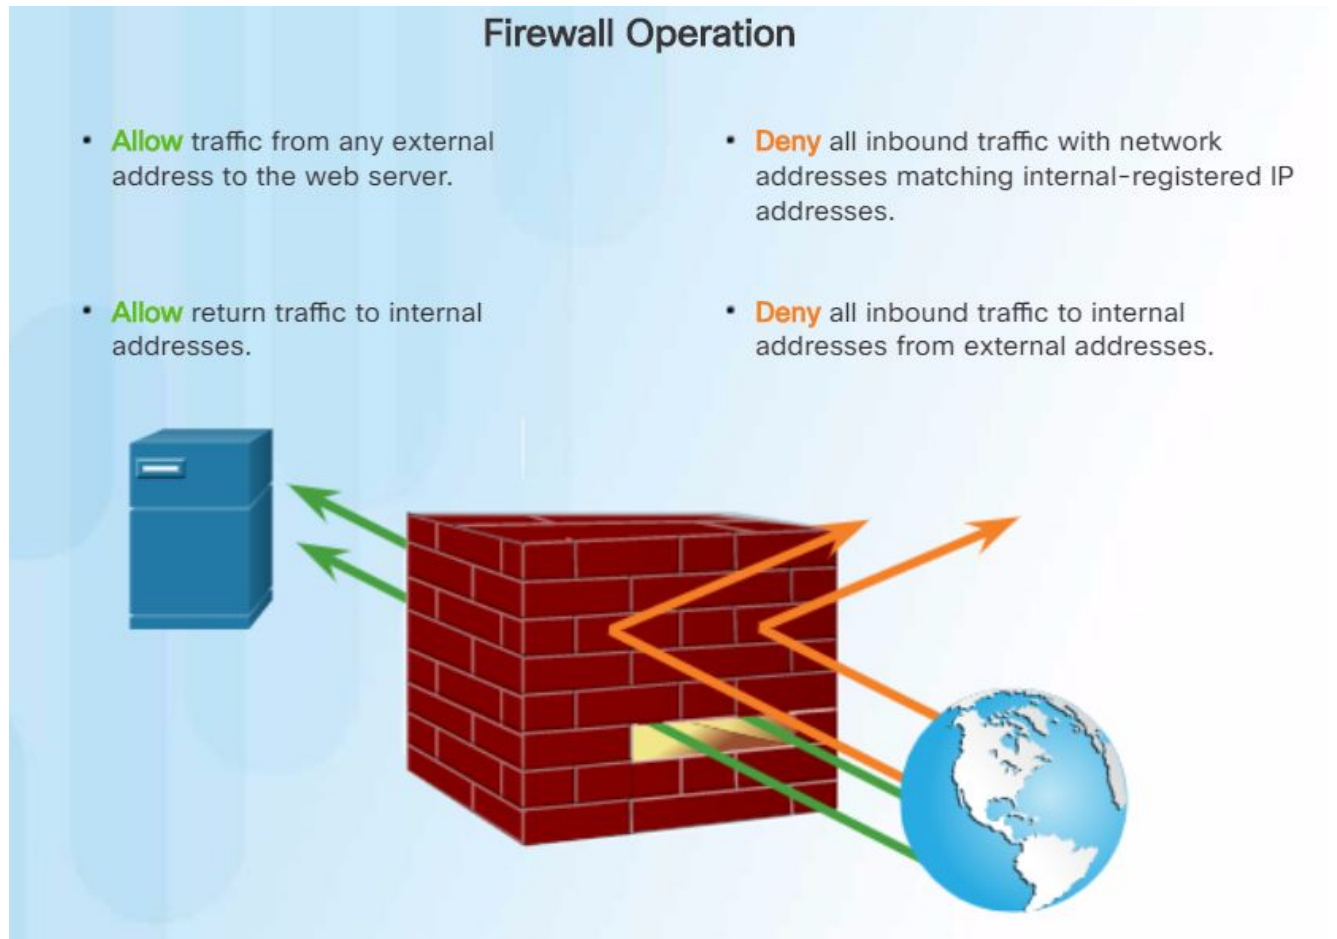 Firewall Operation
• Allow traffic from any external
address to the web server.
• Allow return traffic to internal
addresses.
• Deny all inbound traffic with network
addresses matching internal-registered IP
addresses.
• Deny all inbound traffic to internal
addresses from external addresses.